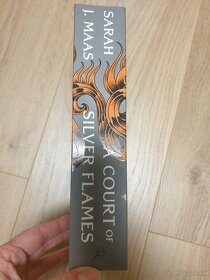 SARAH
J. MAAS
A COURT OF
SILVER FLAMES